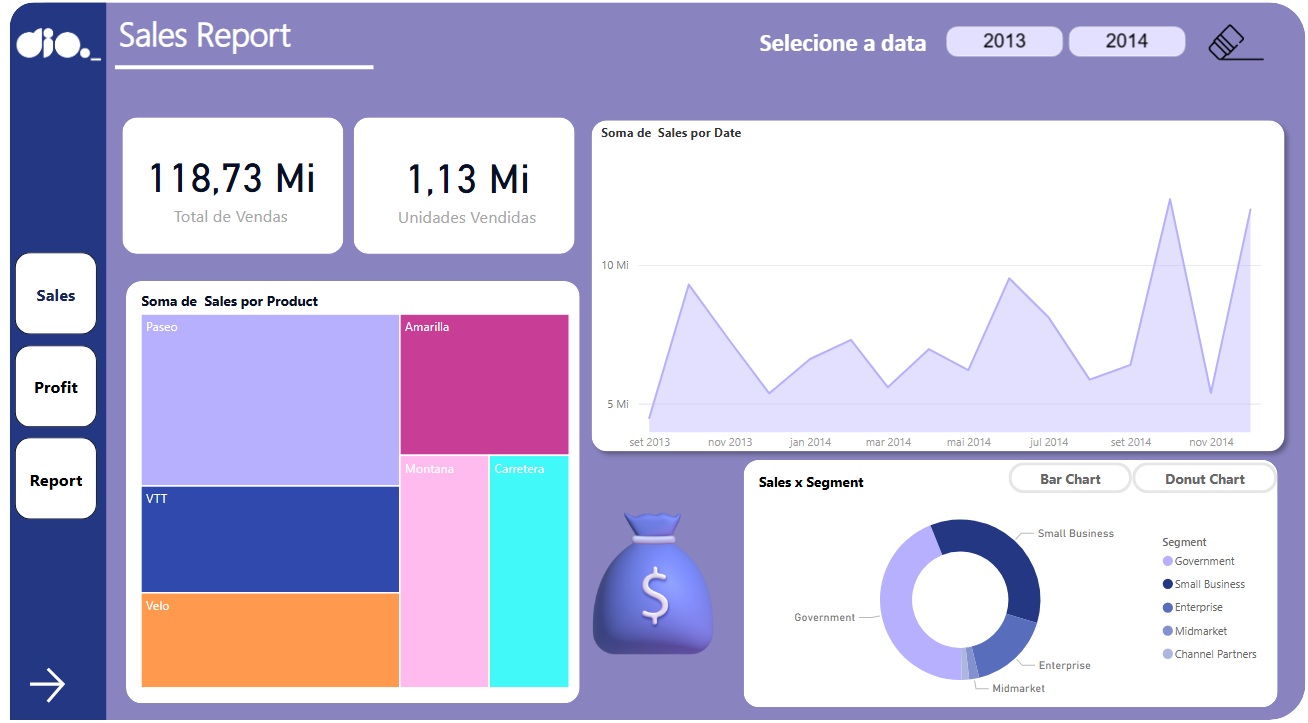 dio._
Sales Report
Selecione a data
2013
2014
118,73 Mi
Total de Vendas
1,13 Mi
Unidades Vendidas
Soma de  Sales por Date
10 Mi
5 Mi
set 2013
nov 2013
jan 2014
mar 2014
mai 2014
jul 2014
set 2014
nov 2014
Sales
Profit
Report
Soma de  Sales por Product
Paseo
Amarilla
Montana
Carretera
VTT
Velo
$
Sales x Segment
Bar Chart
Donut Chart
Small Business
Government
Enterprise
Midmarket
Segment
Government
Small Business
Enterprise
Midmarket
Channel Partners